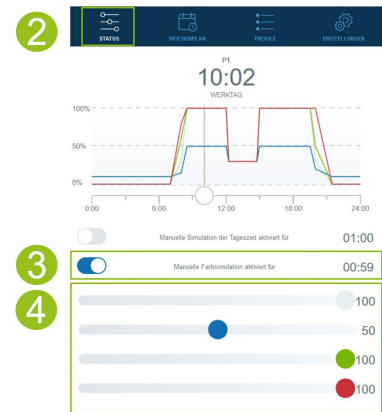 2
STATUS WOCHENPLAN PROFILE EINSTELLUNGEN
P1
10:02
WERKTAG
100%
50%
0%
0:00 6:00 12:00 18:00 24:00
Manuelle Simulation der Tageszeit aktiviert für 01:00
3
Manuelle Farbsimulation aktiviert für 00:59
4
100
50
100
100